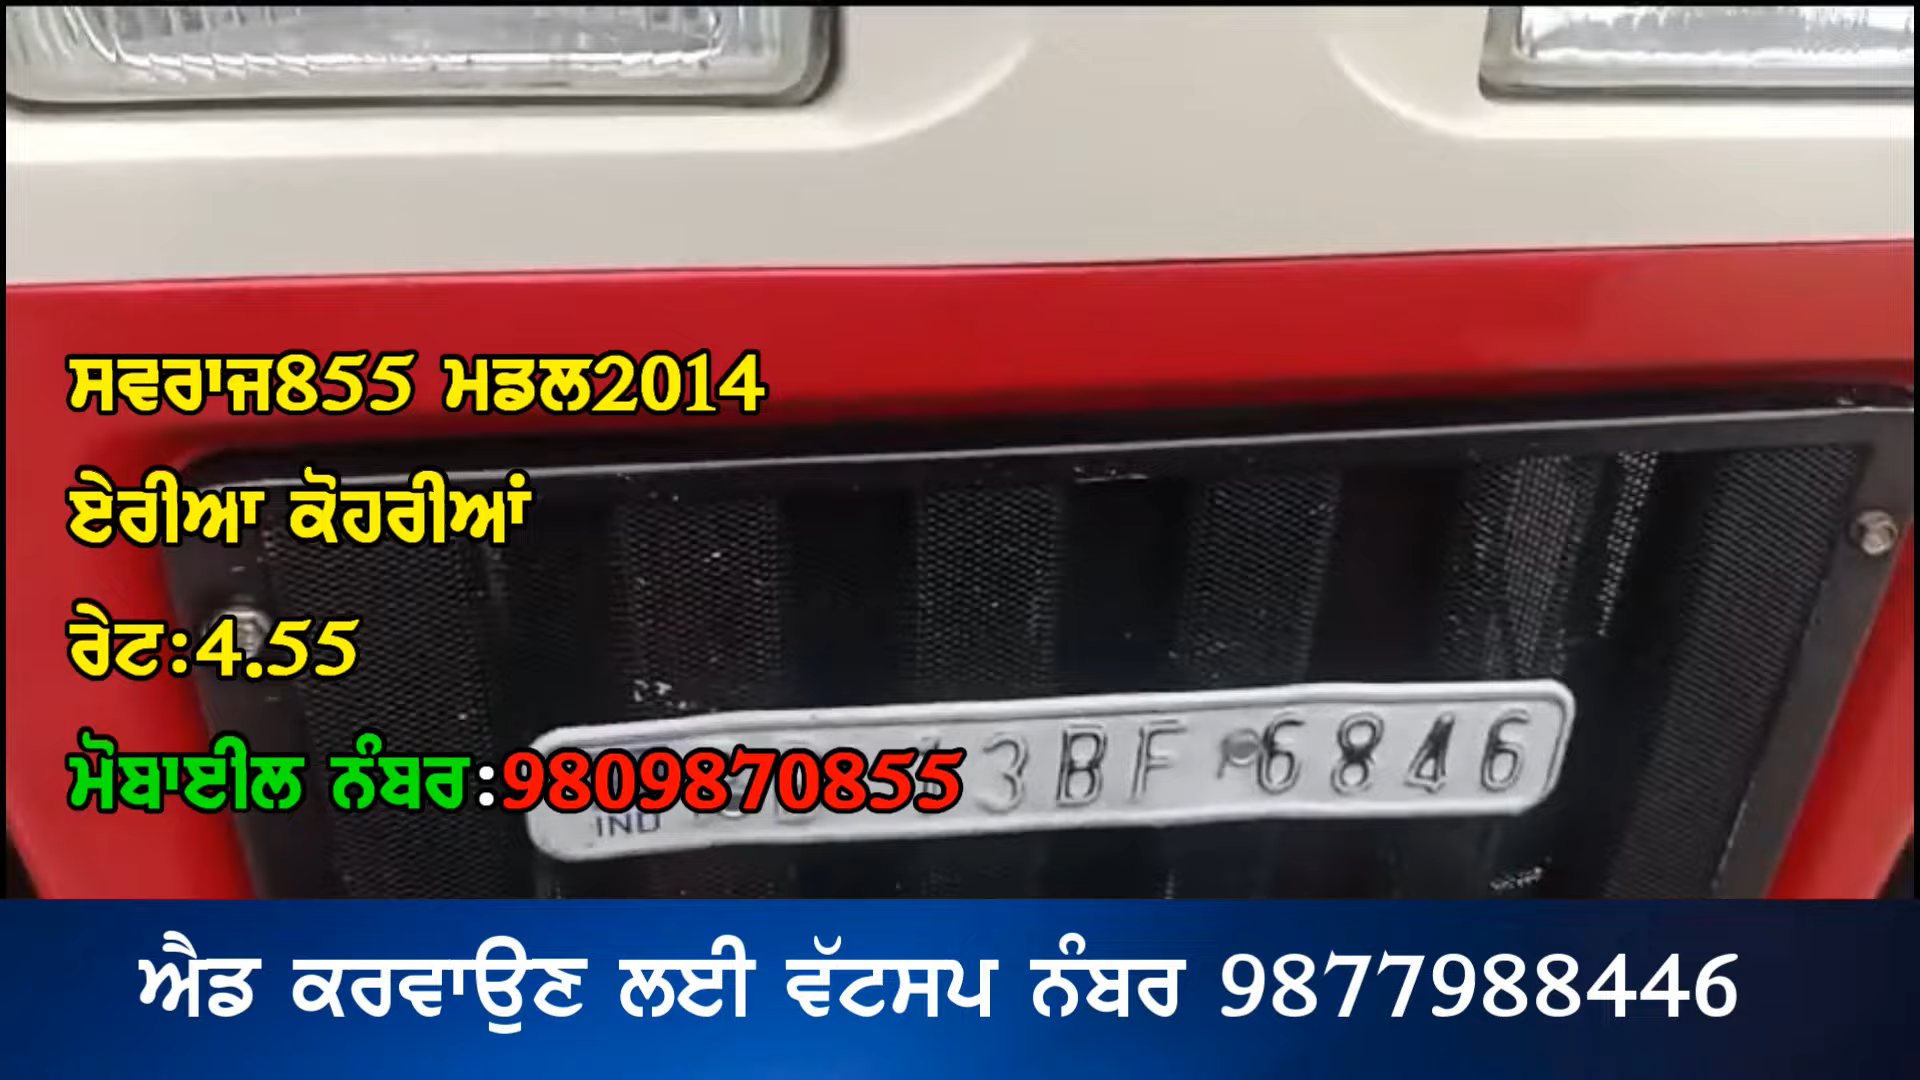 ਸਵਰਾਜ855 ਮਡਲ2014
ਏਰੀਆ ਕੋਹਰੀਆਂ
ਰੇਟ:4.55
ਮੋਬਾਈਲ ਨੰਬਰ:9809870855
3BF 6846
IND
ਐਡ ਕਰਵਾਉਣ ਲਈ ਵੱਟਸਪ ਨੰਬਰ 9877988446